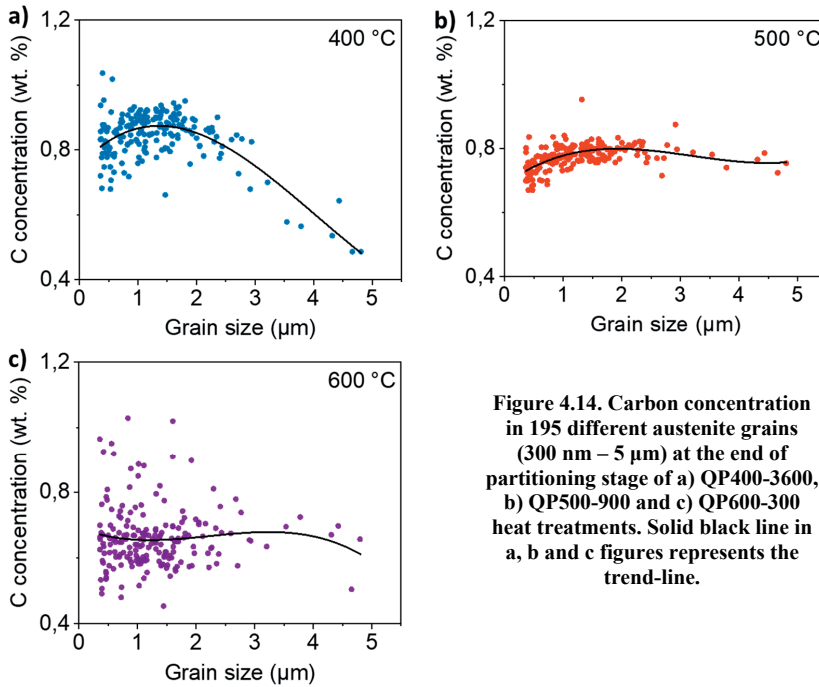 a)
1,2
400 °C
0,8
0,4
0 1 2 3 4 5
C concentration (wt. %)
Grain size (µm)
b)
1,2
500 °C
0,8
0,4
0 1 2 3 4 5
C concentration (wt. %)
Grain size (µm)
c)
1,2
600 °C
0,8
0,4
0 1 2 3 4 5
C concentration (wt. %)
Grain size (µm)
Figure 4.14. Carbon concentration
in 195 different austenite grains
(300 nm – 5 µm) at the end of
partitioning stage of a) QP400-3600,
b) QP500-900 and c) QP600-300
heat treatments. Solid black line in
a, b and c figures represents the
trend-line.